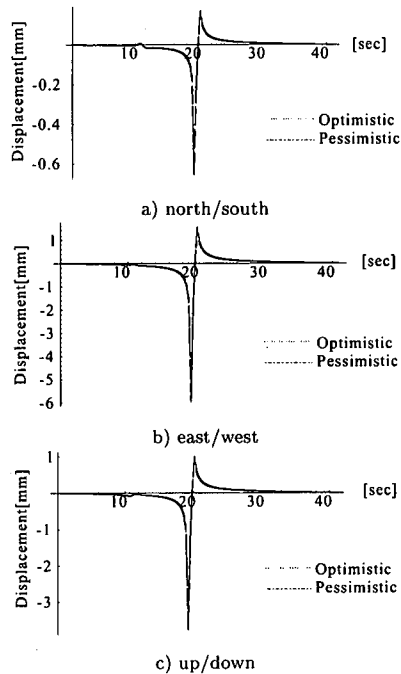 [sec]
10 20 30 40
-0.2
-0.4
-0.6
Displacement[mm]
Optimistic
Pessimistic
a) north/south
1
[sec]
10 20 30 40
-1
-2
-3
-4
-5
-6
Displacement[mm]
Optimistic
Pessimistic
b) east/west
1
[sec]
10 20 30 40
-1
-2
-3
Displacement[mm]
Optimistic
Pessimistic
c) up/down